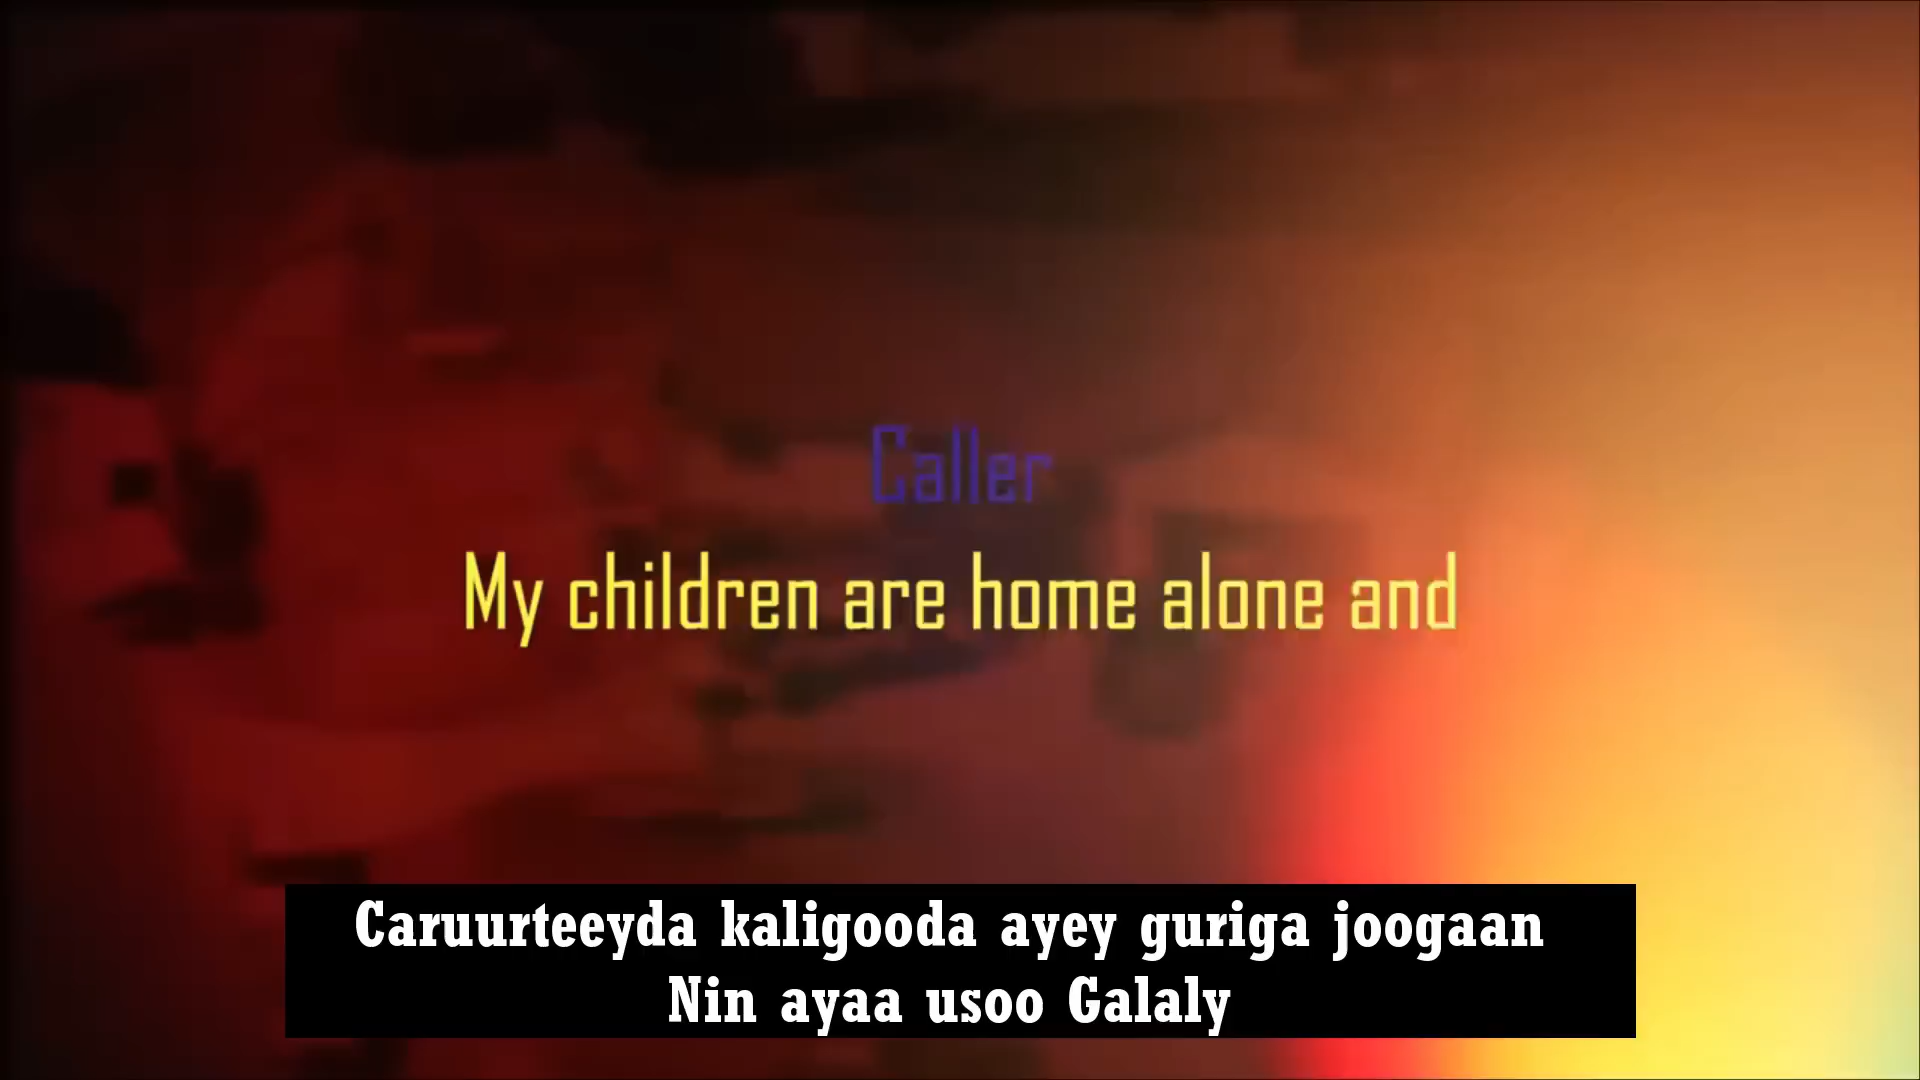 Caller
My children are home alone and
Caruurteeyda kaligooda ayey guriga joogaan
Nin ayaa usoo Galaly